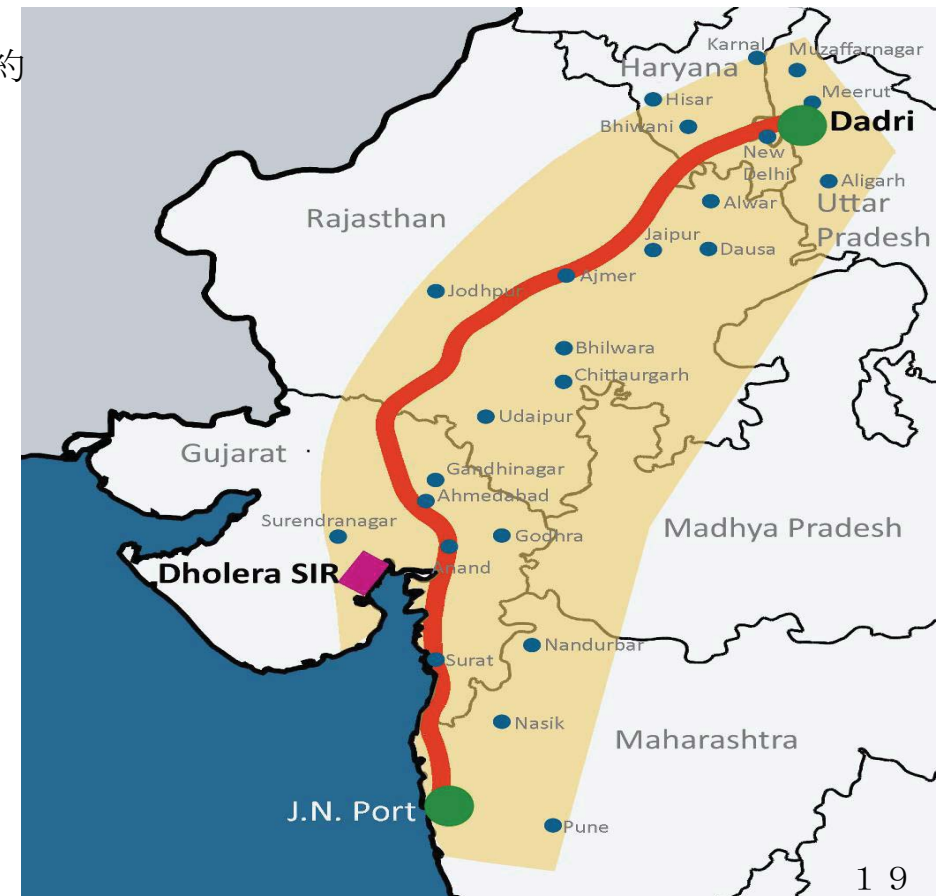 約
Karnal
Muzaffarnagar
Haryana
Meerut
Hisar
Bhiwani
Dadri
New
Delhi
Aligarh
Alwar
Uttar
Pradesh
Rajasthan
Jaipur
Dausa
Ajmer
Jodhpur
Bhilwara
Chittaurgarh
Udaipur
Gujarat
Gandhinagar
Ahmedabad
Surendranagar
Godhra
Madhya Pradesh
Anand
Dholera SIR
Nandurbar
Surat
Nasik
Maharashtra
J.N. Port
Pune
１９